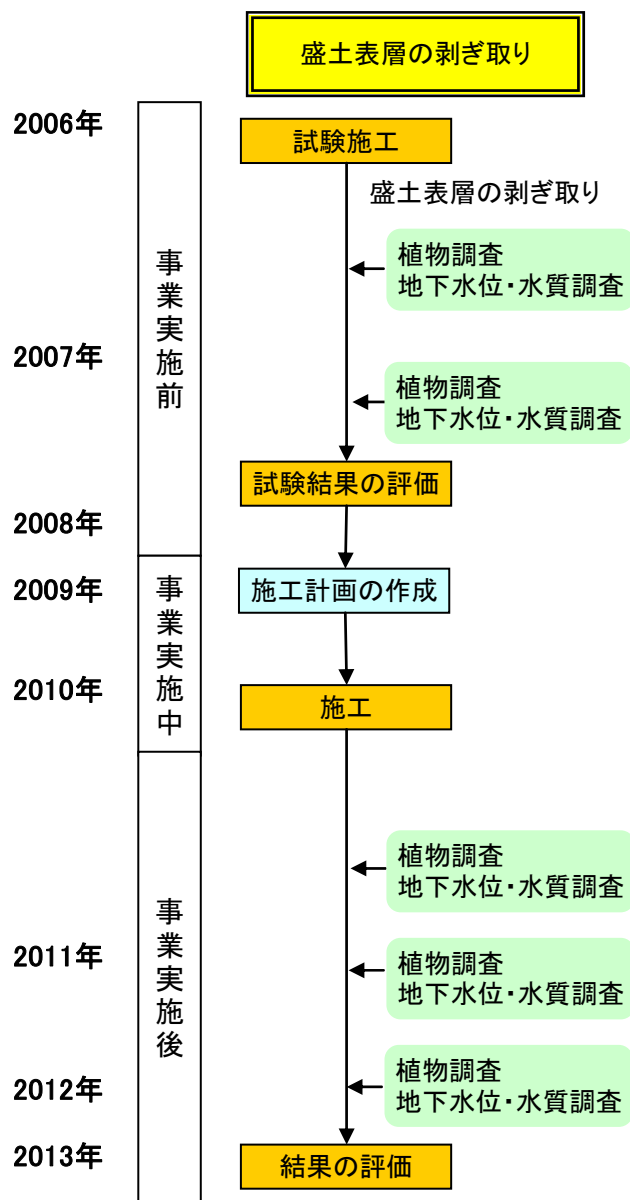 盛土表層の剥ぎ取り
2006年
試験施工
盛土表層の剥ぎ取り
植物調査
地下水位・水質調査
事業実施前
2007年
植物調査
地下水位・水質調査
試験結果の評価
2008年
2009年
施工計画の作成
事業実施中
2010年
施工
植物調査
地下水位・水質調査
事業実施後
2011年
植物調査
地下水位・水質調査
2012年
植物調査
地下水位・水質調査
2013年
結果の評価